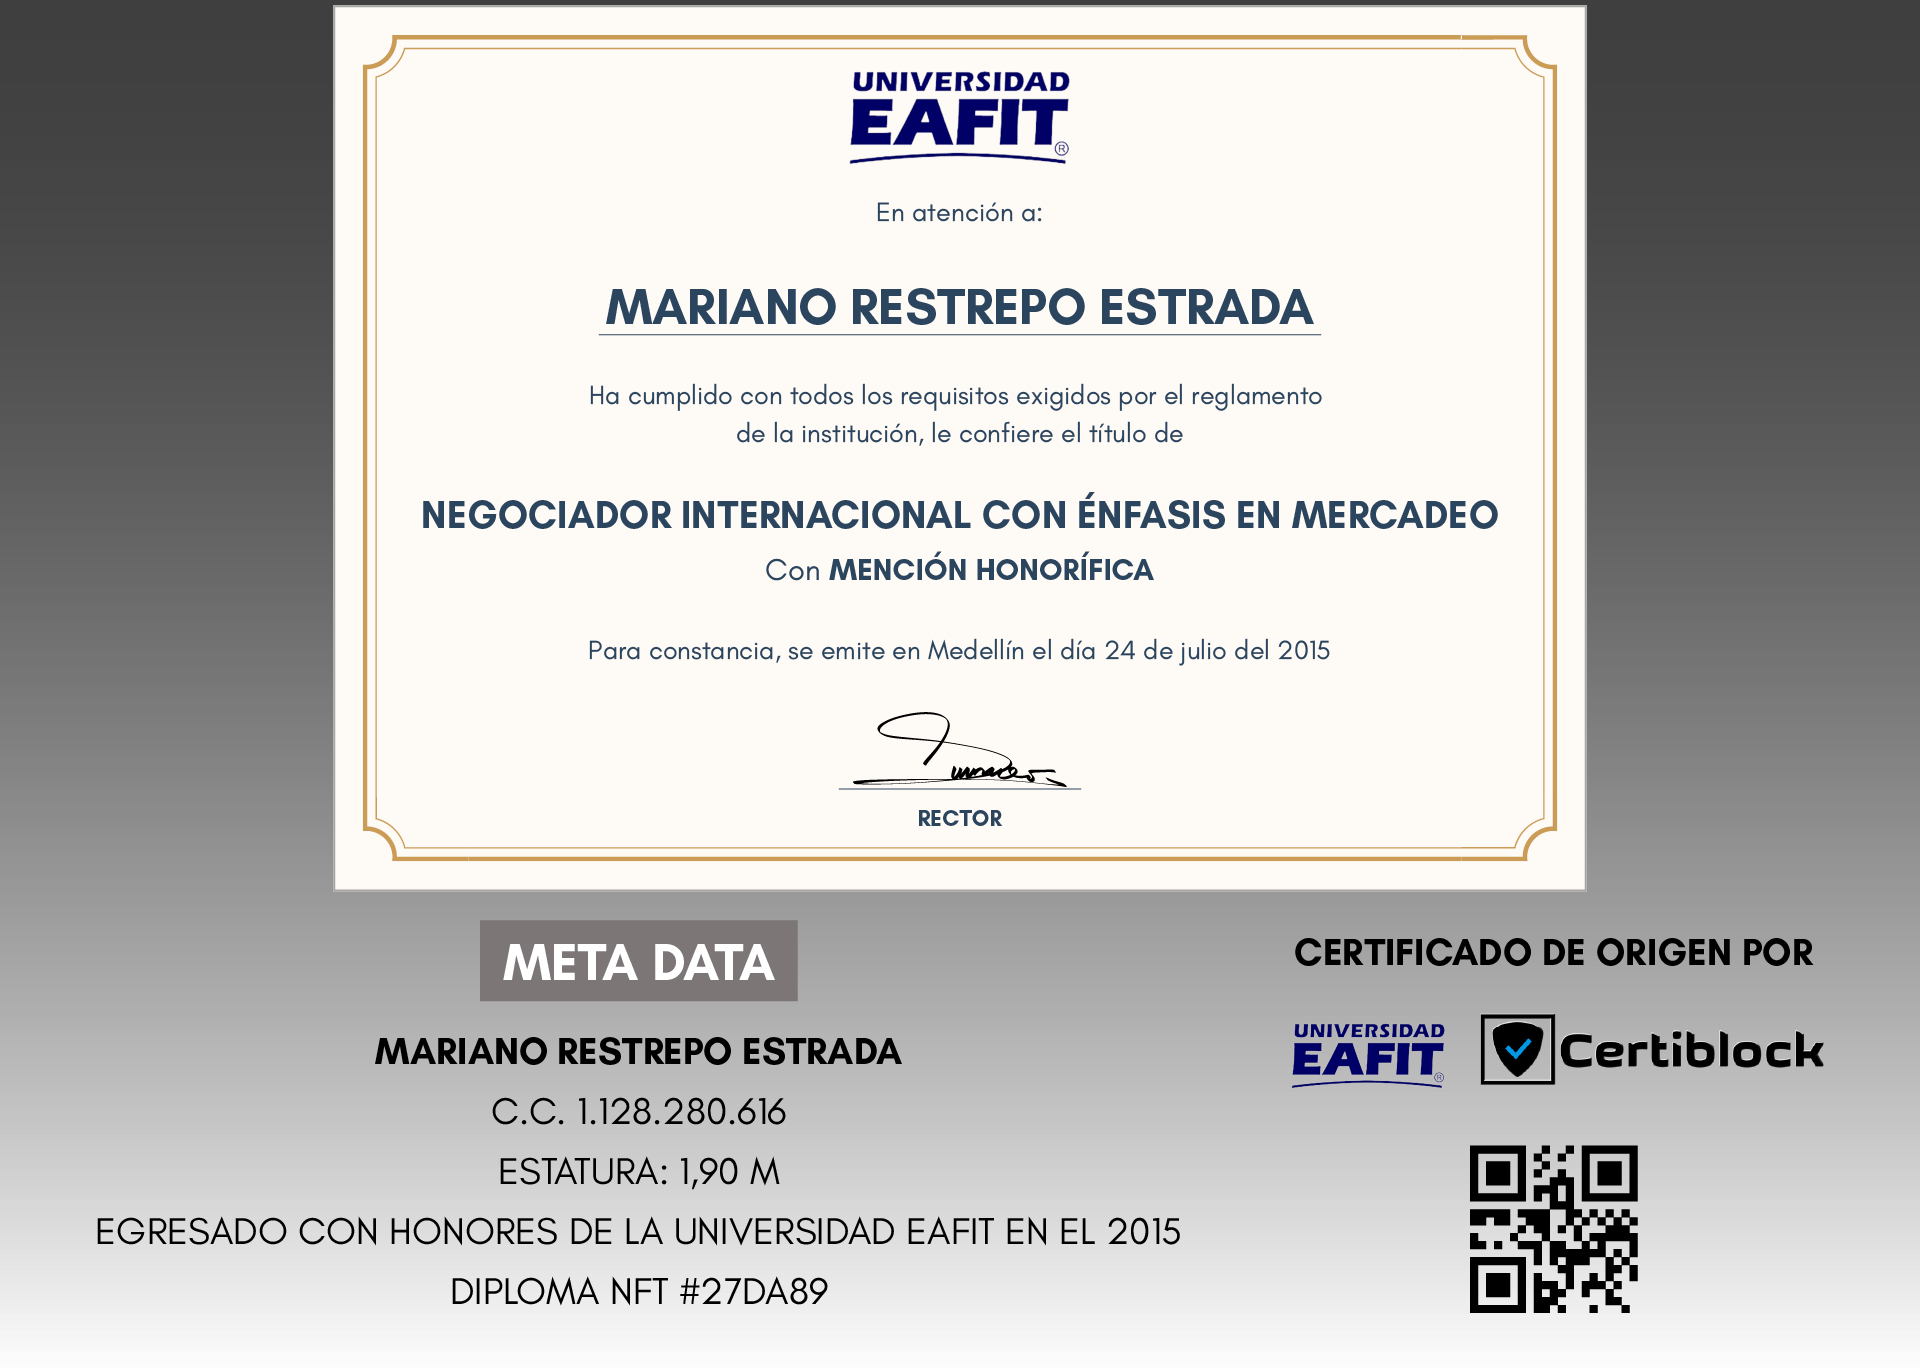 UNIVERSIDAD
EAFIT®
En atención a:
MARIANO RESTREPO ESTRADA
Ha cumplido con todos los requisitos exigidos por el reglamento
de la institución, le confiere el título de
NEGOCIADOR INTERNACIONAL CON ÉNFASIS EN MERCADEO
Con MENCIÓN HONORÍFICA
Para constancia, se emite en Medellín el día 24 de julio del 2015
RECTOR
META DATA
MARIANO RESTREPO ESTRADA
C.C. 1.128.280.616
ESTATURA: 1,90 M
EGRESADO CON HONORES DE LA UNIVERSIDAD EAFIT EN EL 2015
DIPLOMA NFT #27DA89
CERTIFICADO DE ORIGEN POR
UNIVERSIDAD
EAFIT®
Certiblock